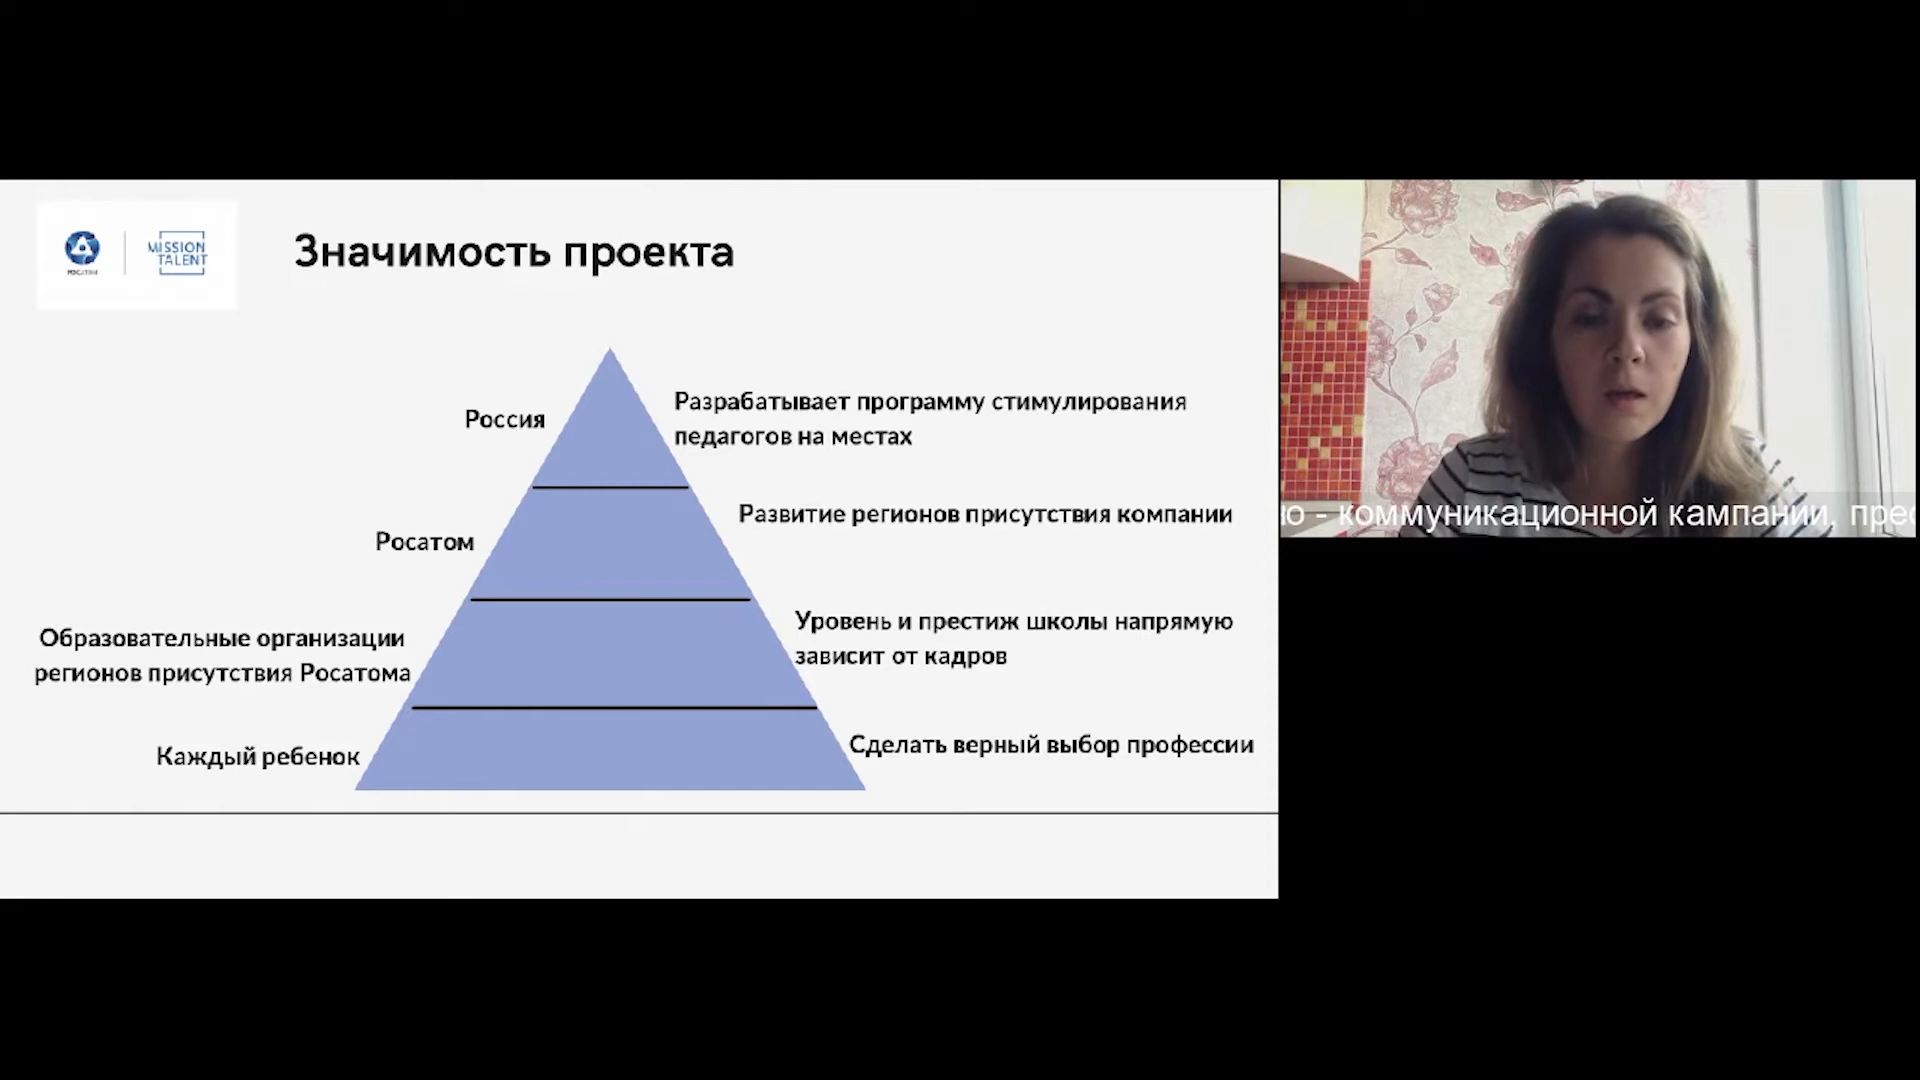 РОСАТОМ
MISSION
TALENT
Значимость проекта
Россия
Разрабатывает программу стимулирования
педагогов на местах
Росатом
Развитие регионов присутствия компании
Образовательные организации
регионов присутствия Росатома
Уровень и престиж школы напрямую
зависит от кадров
Каждый ребенок
Сделать верный выбор профессии
- коммуникационной кампании,